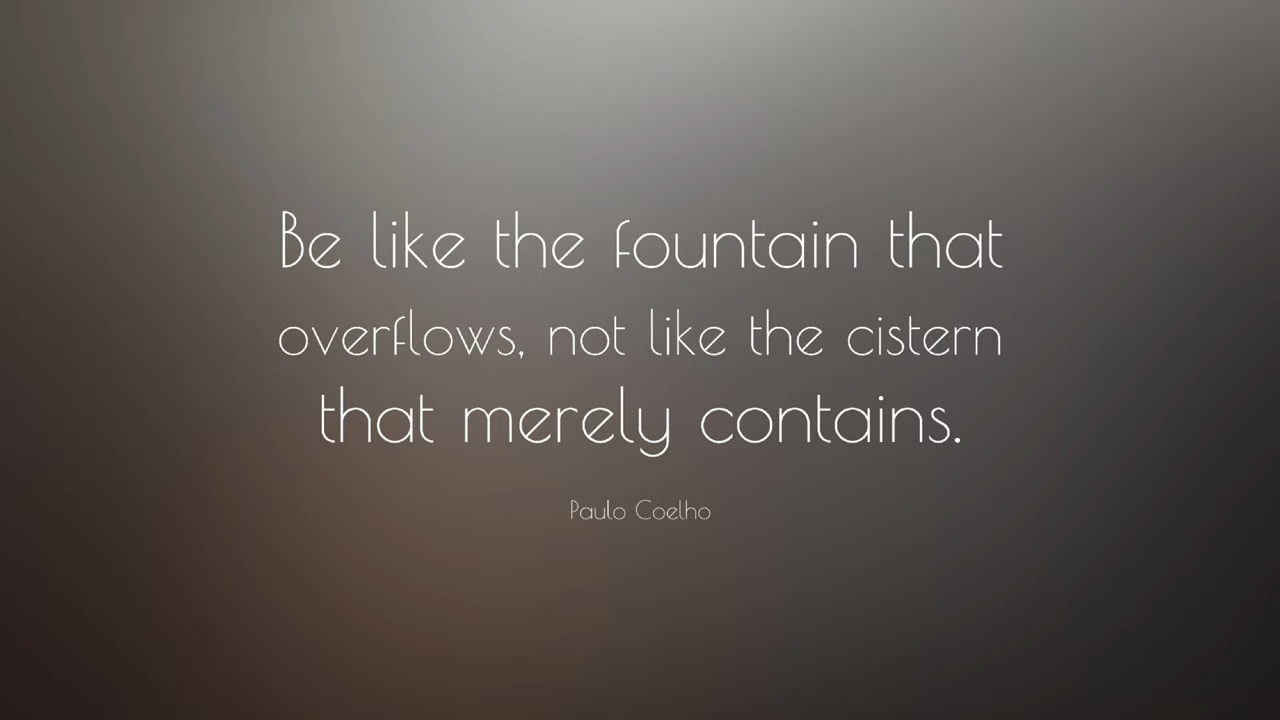 Be like the fountain that
overflows, not like the cistern
that merely contains.
Paulo Coelho